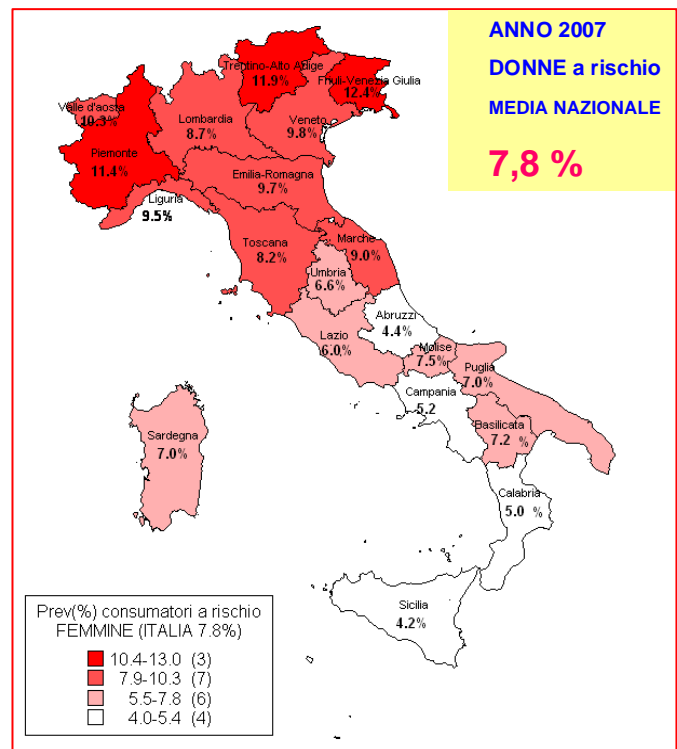 ANNO 2007
DONNE a rischio
MEDIA NAZIONALE
7,8 %
Trentino-Alto Adige
11.9%
Friuli-Venezia Giulia
12.4%
Valle d'aosta
10.3%
Lombardia
8.7%
Veneto
9.8%
Piemonte
11.4%
Emilia-Romagna
9.7%
Liguria
9.5%
Toscana
8.2%
Marche
9.0%
Umbria
6.6%
Abruzzi
4.4%
Lazio
6.0%
Molise
7.5%
Puglia
7.0%
Campania
5.2
Basilicata
7.2 %
Sardegna
7.0%
Calabria
5.0 %
Sicilia
4.2%
Prev(%) consumatori a rischio
FEMMINE (ITALIA 7.8%)
10.4-13.0 (3)
7.9-10.3 (7)
5.5-7.8 (6)
4.0-5.4 (4)